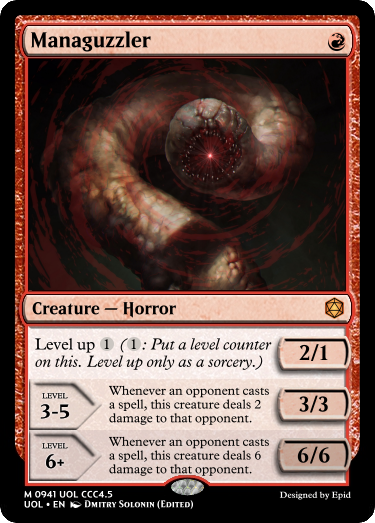 Managuzzler
Creature — Horror
Level up 1 (1: Put a level counter
on this. Level up only as a sorcery.)
2/1
LEVEL
3-5
Whenever an opponent casts
a spell, this creature deals 2
damage to that opponent.
3/3
LEVEL
6+
Whenever an opponent casts
a spell, this creature deals 6
damage to that opponent.
6/6
M 0941 UOL CCC4.5
UOL • EN Dmitry Solonin (Edited)
Designed by Epid